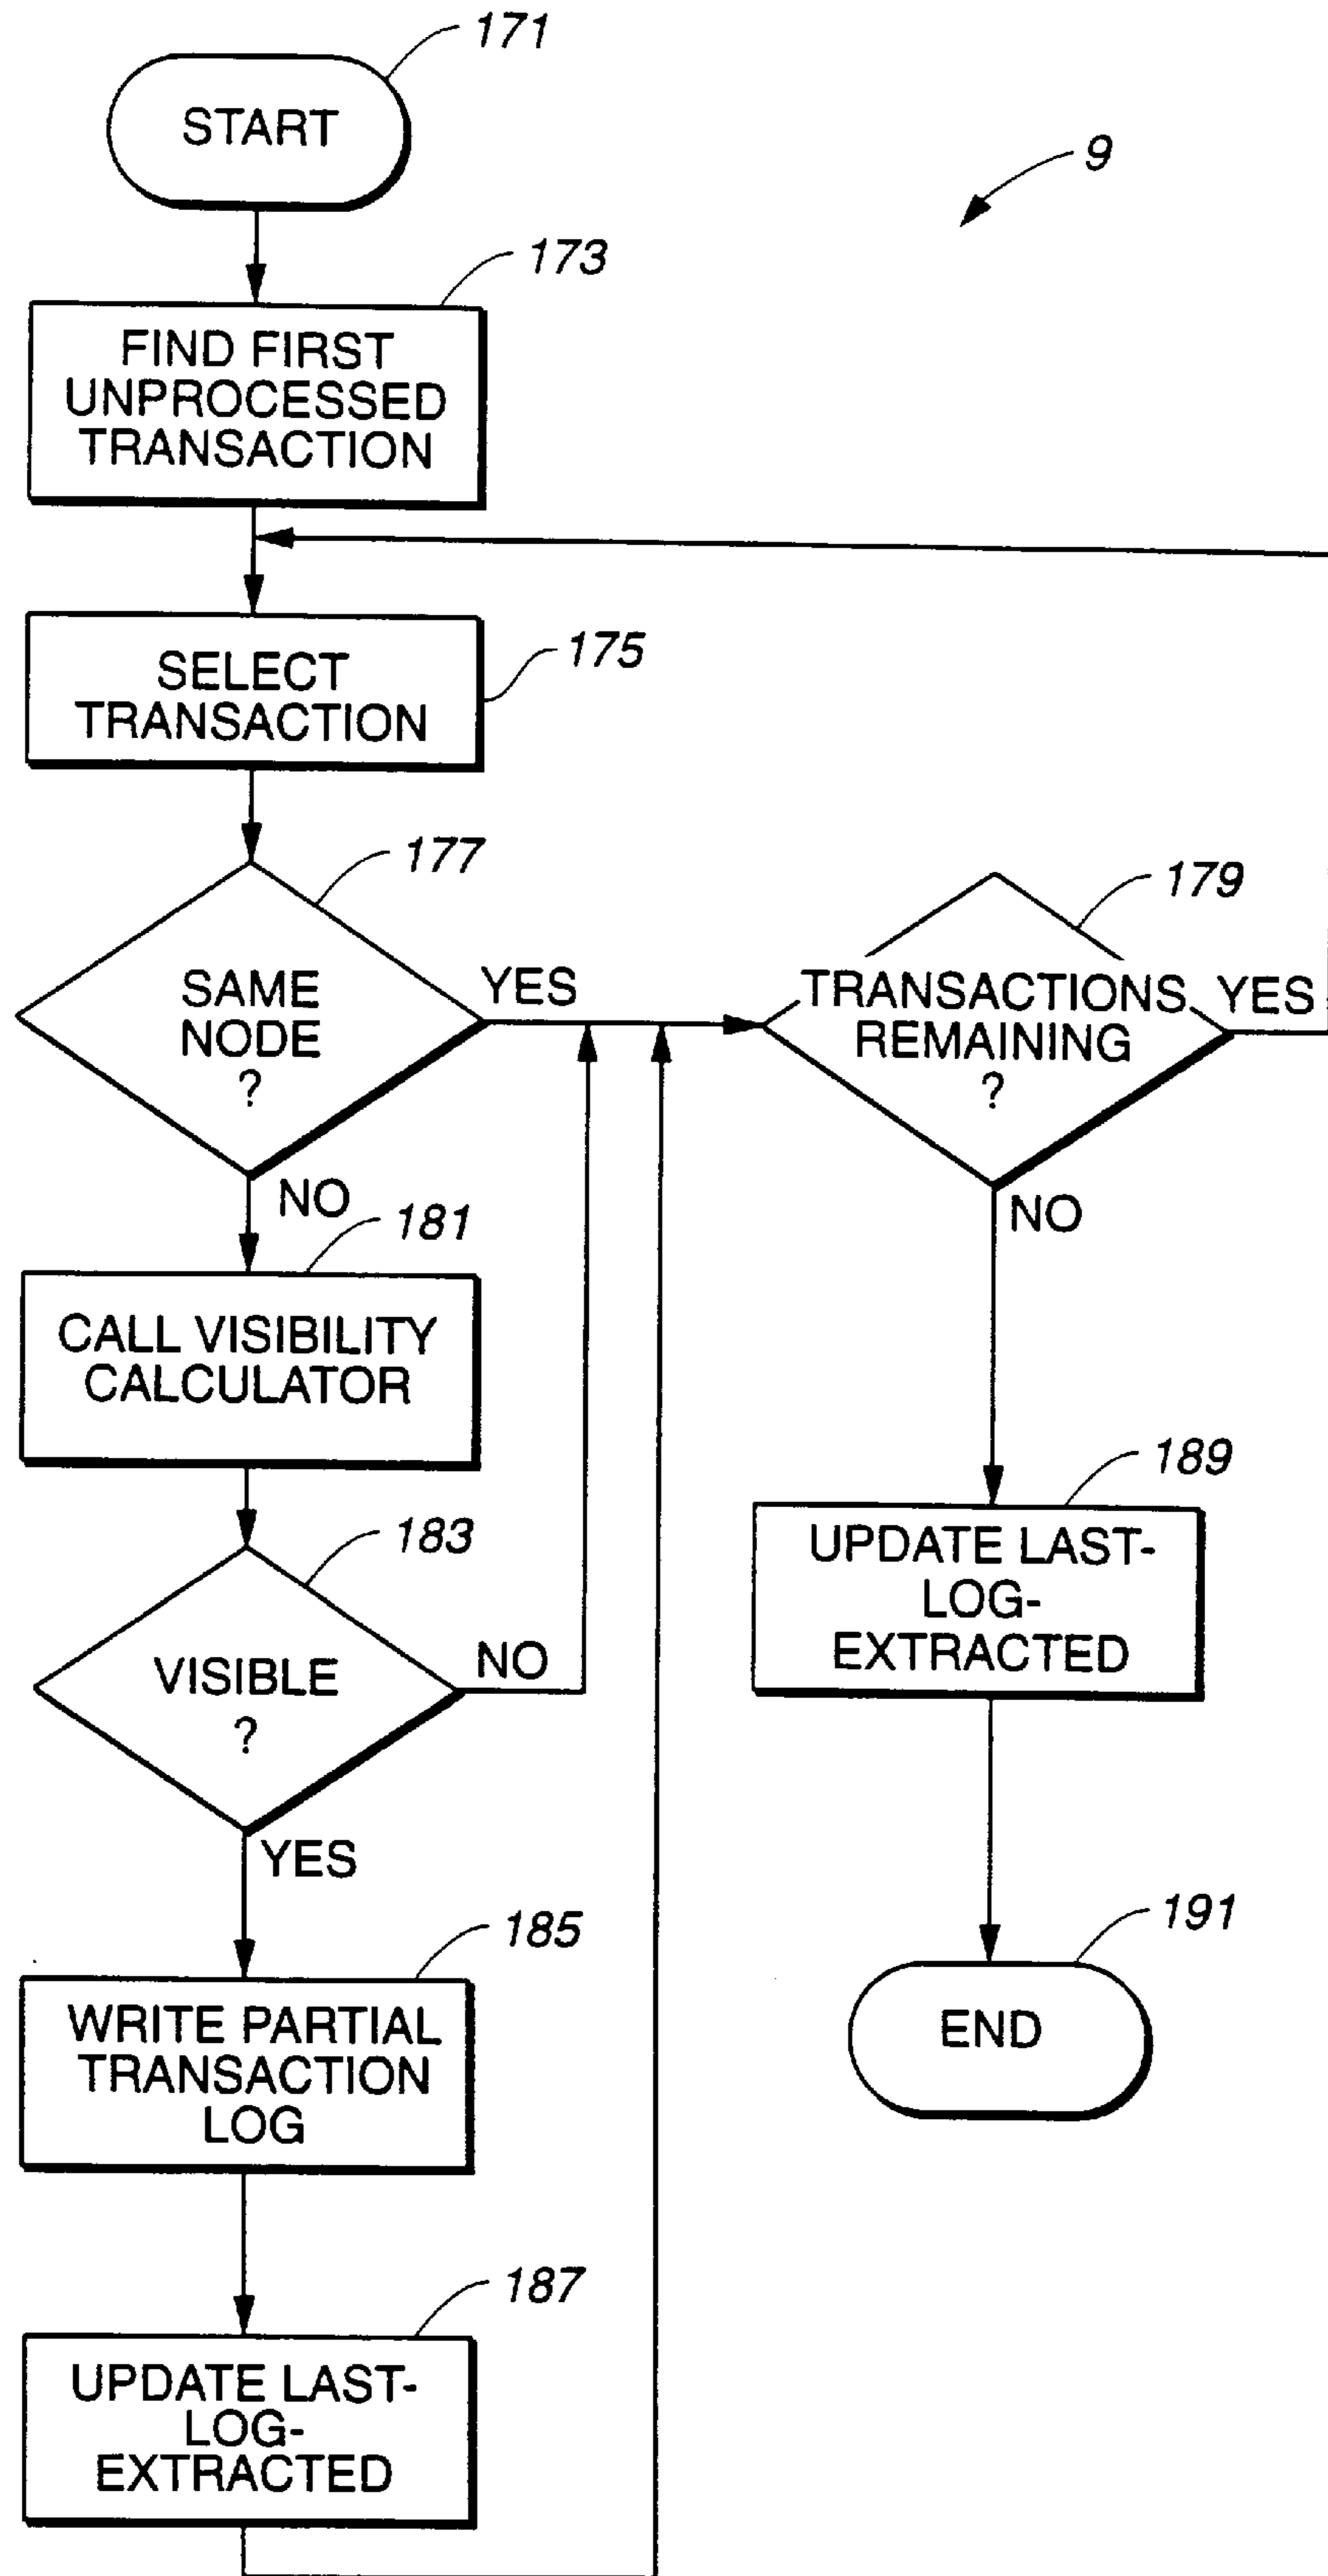 171
START
9
173
FIND FIRST
UNPROCESSED
TRANSACTION
175
SELECT
TRANSACTION
177
SAME
NODE
?
YES
NO
179
TRANSACTIONS
REMAINING
?
YES
NO
181
CALL VISIBILITY
CALCULATOR
183
VISIBLE
?
NO
YES
189
UPDATE LAST-
LOG-
EXTRACTED
185
WRITE PARTIAL
TRANSACTION
LOG
191
END
187
UPDATE LAST-
LOG-
EXTRACTED